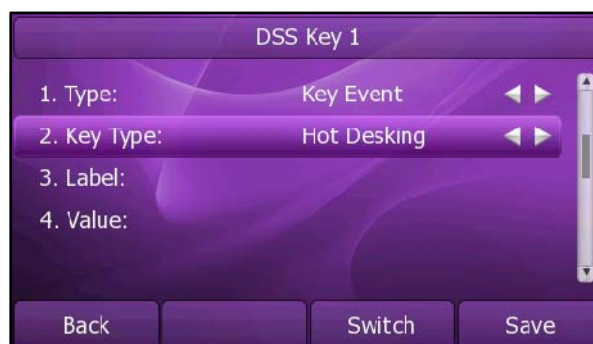 DSS Key 1
1. Type: Key Event
2. Key Type: Hot Desking
3. Label:
4. Value:
Back Switch Save